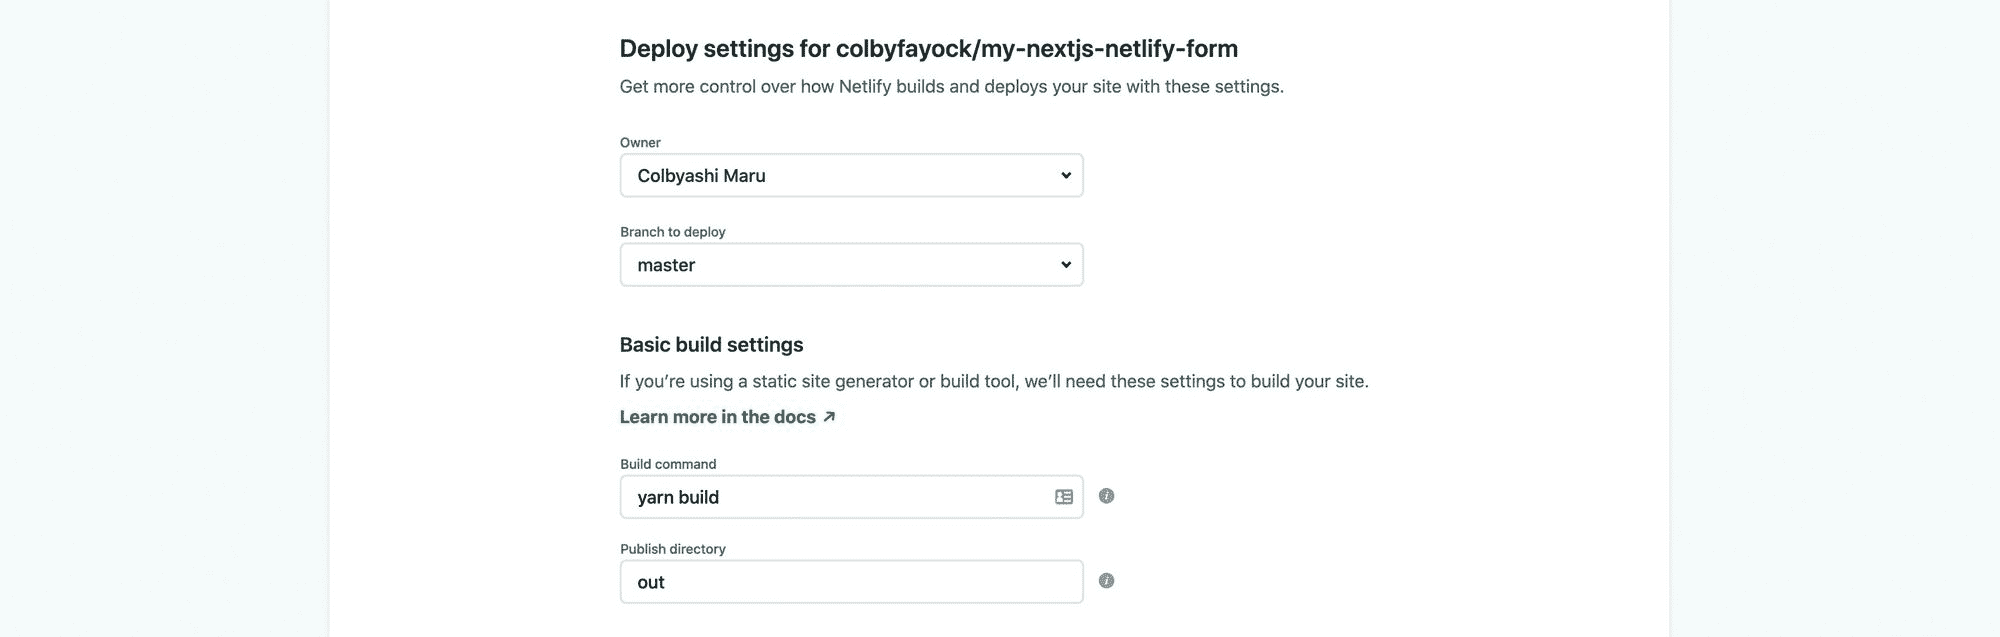 Deploy settings for colbyfayock/my-nextjs-netlify-form
Get more control over how Netlify builds and deploys your site with these settings.
Owner
Colbyashi Maru
Branch to deploy
master
Basic build settings
If you’re using a static site generator or build tool, we’ll need these settings to build your site.
Learn more in the docs ↗
Build command
yarn build
Publish directory
out